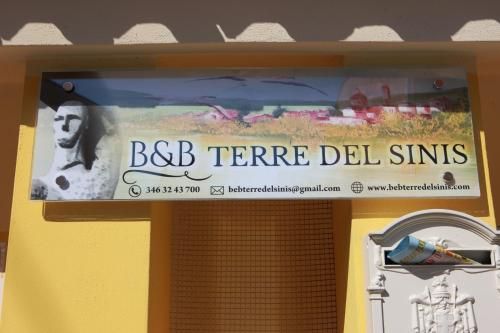 B&B TERRE DEL SINIS
346 32 43 700 bebterredelsinis@gmail.com www.bebterredelsinis.com